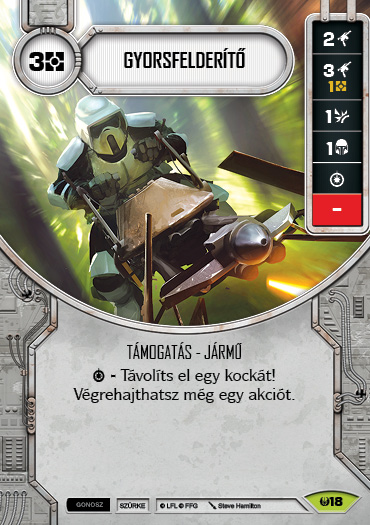 3
GYORSFELDERÍTŐ
2
3
1
1
1
-
TÁMOGATÁS - JÁRMŰ
- Távolíts el egy kockát!
Végrehajthatsz még egy akciót.
GONOSZ
SZÜRKE
© LFL © FFG
Steve Hamilton
18